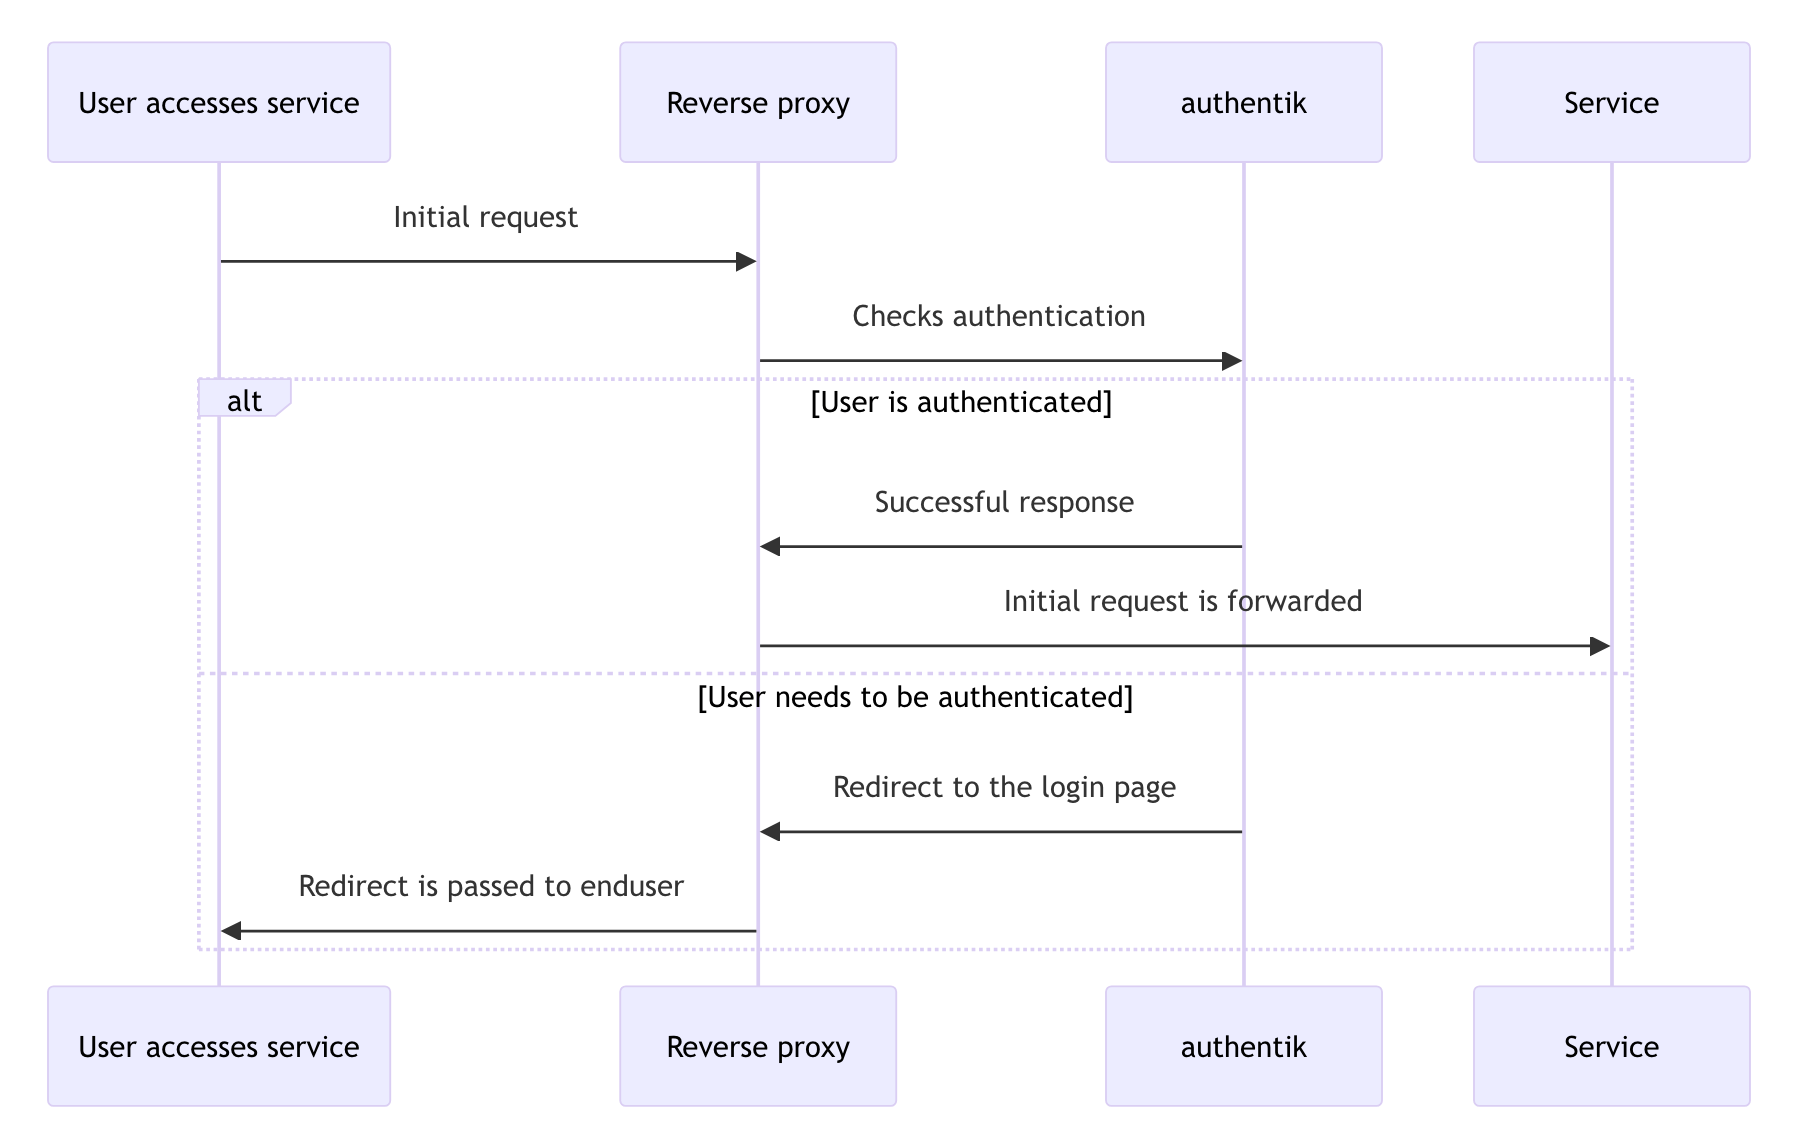 User accesses service
Reverse proxy
authentik
Service
Initial request
Checks authentication
alt
[User is authenticated]
Successful response
Initial request is forwarded
[User needs to be authenticated]
Redirect to the login page
Redirect is passed to enduser
User accesses service
Reverse proxy
authentik
Service